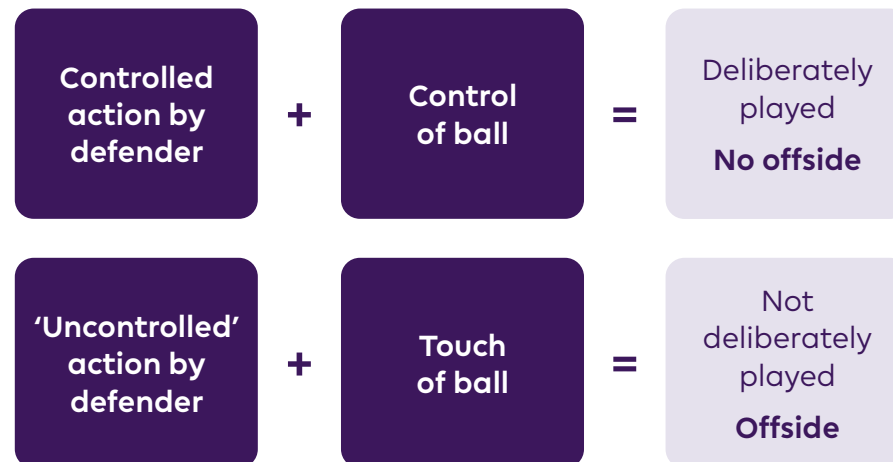 Controlled
action by
defender
+
Control
of ball
=
Deliberately
played
No offside
‘Uncontrolled’
action by
defender
+
Touch
of ball
=
Not
deliberately
played
Offside